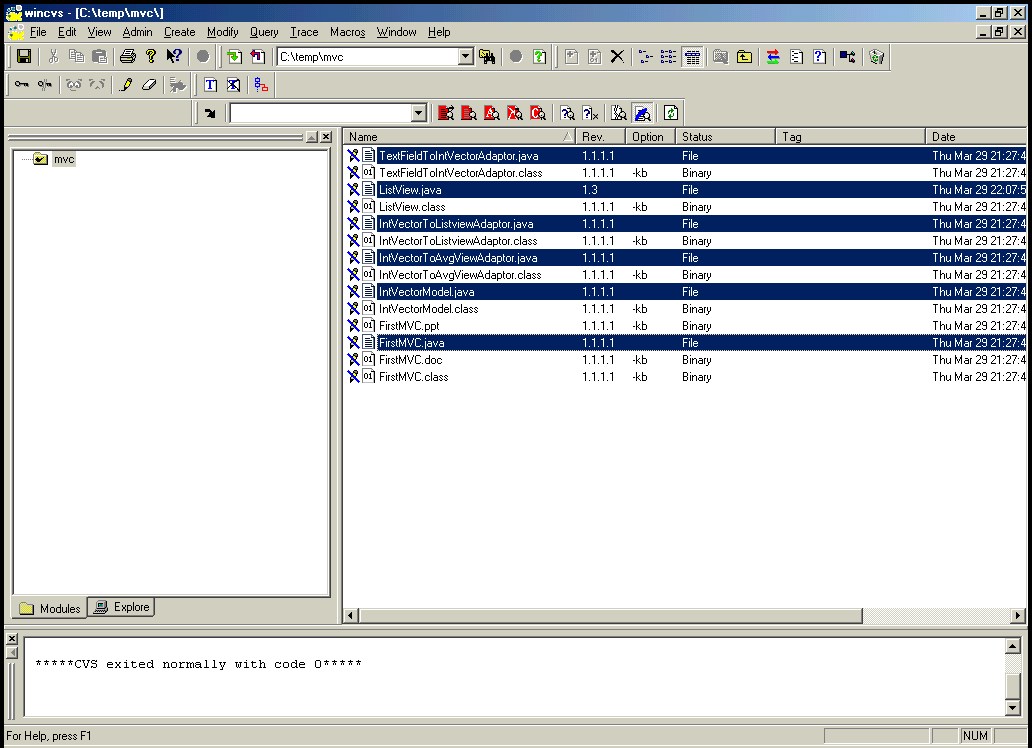 wincvs - [C:\temp\mvc\]
File Edit View Admin Create Modify Query Trace Macros Window Help
C:\temp\mvc
mvc
Modules Explore
Name Rev. Option Status Tag Date
TextFieldToIntVectorAdaptor.java 1.1.1.1 File Thu Mar 29 21:27:4
TextFieldToIntVectorAdaptor.class 1.1.1.1 -kb Binary Thu Mar 29 21:27:4
ListView.java 1.3 File Thu Mar 29 22:07:5
ListView.class 1.1.1.1 -kb Binary Thu Mar 29 21:27:4
IntVectorToListviewAdaptor.java 1.1.1.1 File Thu Mar 29 21:27:4
IntVectorToListviewAdaptor.class 1.1.1.1 -kb Binary Thu Mar 29 21:27:4
IntVectorToAvgViewAdaptor.java 1.1.1.1 File Thu Mar 29 21:27:4
IntVectorToAvgViewAdaptor.class 1.1.1.1 -kb Binary Thu Mar 29 21:27:4
IntVectorModel.java 1.1.1.1 File Thu Mar 29 21:27:4
IntVectorModel.class 1.1.1.1 -kb Binary Thu Mar 29 21:27:4
FirstMVC.ppt 1.1.1.1 -kb Binary Thu Mar 29 21:27:4
FirstMVC.java 1.1.1.1 File Thu Mar 29 21:27:4
FirstMVC.doc 1.1.1.1 -kb Binary Thu Mar 29 21:27:4
FirstMVC.class 1.1.1.1 -kb Binary Thu Mar 29 21:27:4
*****CVS exited normally with code 0*****
For Help, press F1
NUM